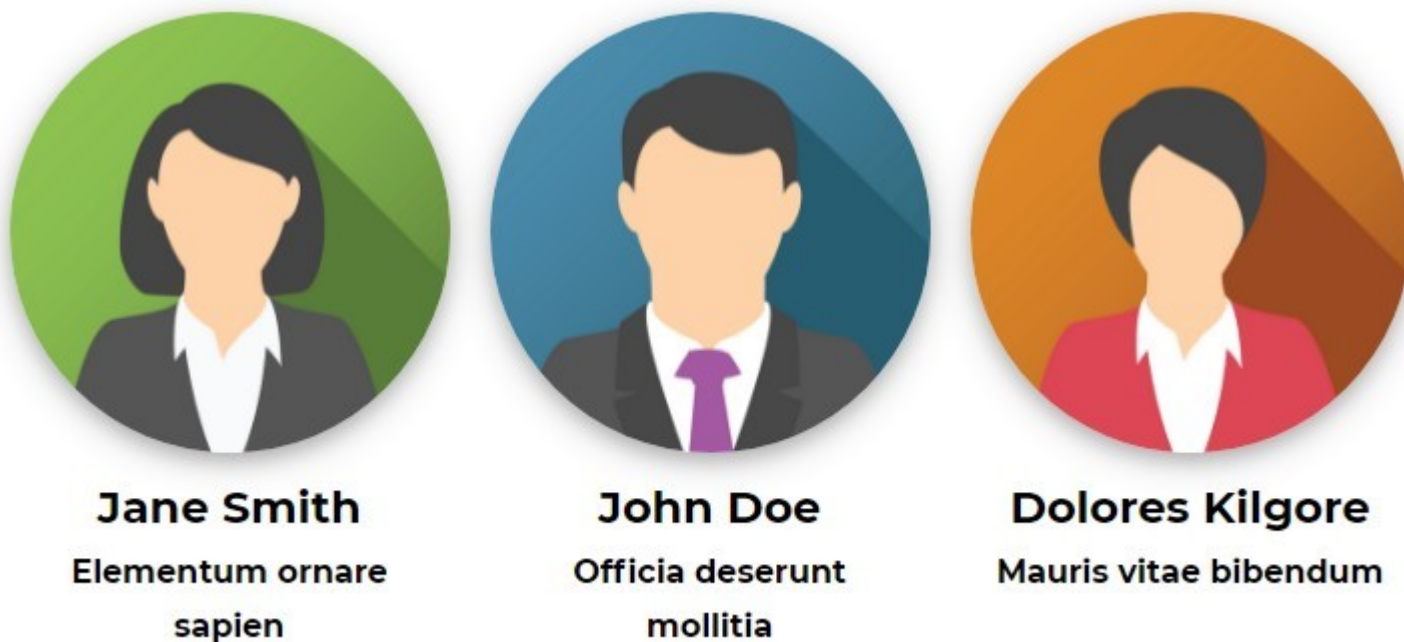 Jane Smith
Elementum ornare
sapien
John Doe
Officia deserunt
mollitia
Dolores Kilgore
Mauris vitae bibendum